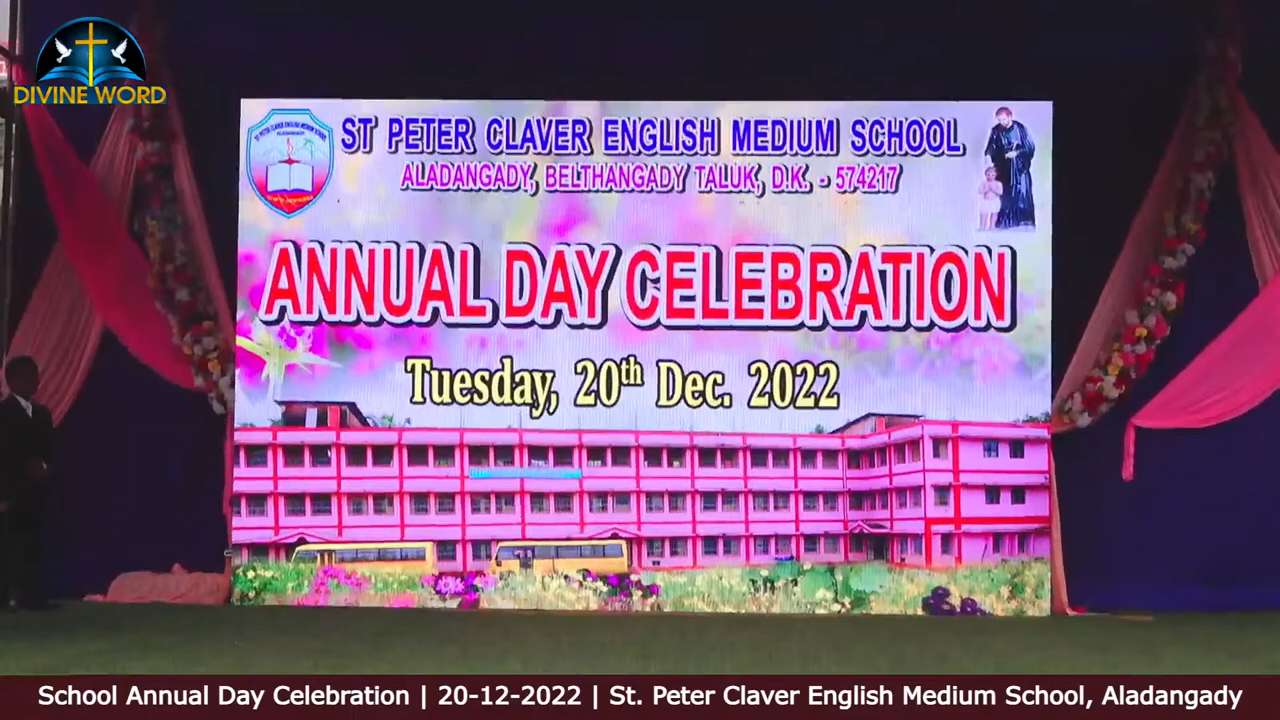 DIVINE WORD
ST PETER CLAVER ENGLISH MEDIUM SCHOOL
ALADANGADY, BELTHANGADY TALUK, D.K. - 574217
ANNUAL DAY CELEBRATION
Tuesday, 20th Dec. 2022
School Annual Day Celebration | 20-12-2022 | St. Peter Claver English Medium School, Aladangady